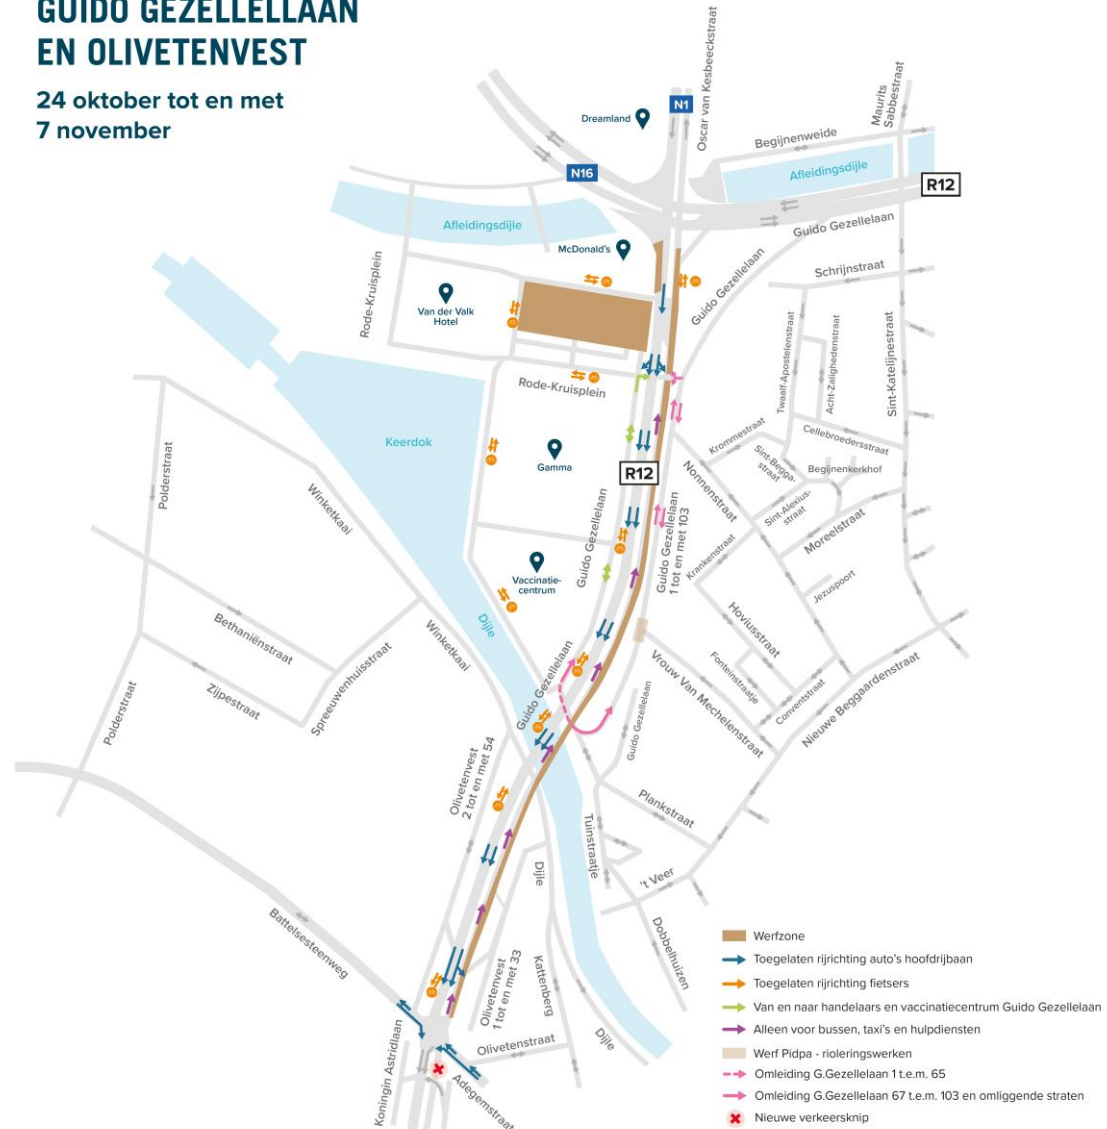 GUIDO GEZELLELLAAN
EN OLIVETENVEST
24 oktober tot en met
7 november
Oscar van Kesbeeckstraat
N1
Dreamland
Maurits
Sabbestraat
Begijnenweide
Afleidingsdijle
N16
R12
Afleidingsdijle
Guido Gezellelaan
McDonald's
Guido Gezellelaan
Schrijnstraat
Rode-Kruisplein
Van der Valk
Hotel
Twaalf-Apostelenstraat
Acht-Zalighedenstraat
Sint-Katelijnestraat
Rode-Kruisplein
Keerdok
Krommestraat
Cellebroedersstraat
Sint-Begga-
straat
Begijnenkerkhof
Gamma
R12
Nonnenstraat
Sint-Alexius-
straat
Moreelstraat
Polderstraat
Winketkaai
Guido Gezellelaan
Guido Gezellelaan
1 tot en met 103
Krankenstraat
Jezuspoort
Vaccinatie-
centrum
Dijle
Hoviusstraat
Bethaniënstraat
Winketkaai
Fonteinstraatje
Vrouw Van Mechelenstraat
Conventstraat
Nieuwe Beggaardenstraat
Spreeuwenhuisstraat
Zijpestraat
Polderstraat
Guido Gezellelaan
Guido Gezellelaan
Olivetenvest
2 tot en met 54
Plankstraat
Tuinstraatje
Dijle
't Veer
Battelsesteenweg
Dobbelhuizen
Olivetenvest
1 tot en met 33
Kattenberg
Dijle
Olivetenstraat
Koningin Astridlaan
Adegemstraat
Werfzone
Toegelaten rijrichting auto's hoofdrijbaan
Toegelaten rijrichting fietsers
Van en naar handelaars en vaccinatiecentrum Guido Gezellelaan
Alleen voor bussen, taxi's en hulpdiensten
Werf Pidpa - rioleringswerken
Omleiding G.Gezellelaan 1 t.e.m. 65
Omleiding G.Gezellelaan 67 t.e.m. 103 en omliggende straten
Nieuwe verkeersknip